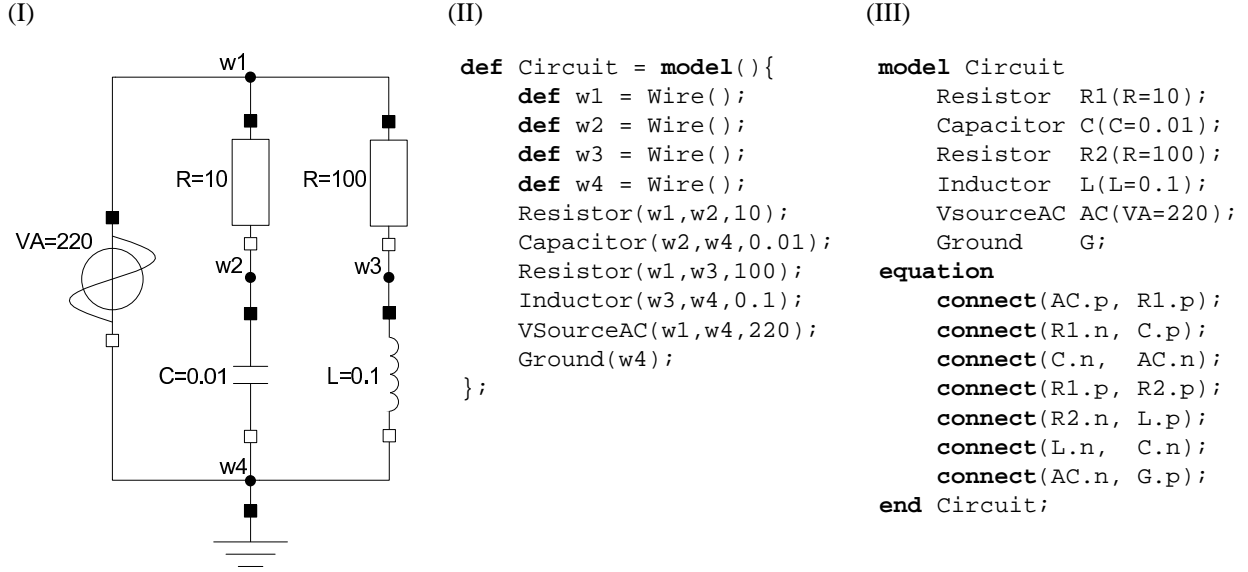 (I)
w1
R=10
R=100
VA=220
w2
w3
C=0.01
L=0.1
w4
(II)
def Circuit = model(){
    def w1 = Wire();
    def w2 = Wire();
    def w3 = Wire();
    def w4 = Wire();
    Resistor(w1,w2,10);
    Capacitor(w2,w4,0.01);
    Resistor(w1,w3,100);
    Inductor(w3,w4,0.1);
    VSourceAC(w1,w4,220);
    Ground(w4);
};
(III)
model Circuit
    Resistor  R1(R=10);
    Capacitor C(C=0.01);
    Resistor  R2(R=100);
    Inductor  L(L=0.1);
    VsourceAC AC(VA=220);
    Ground    G;
equation
    connect(AC.p, R1.p);
    connect(R1.n, C.p);
    connect(C.n,  AC.n);
    connect(R1.p, R2.p);
    connect(R2.n, L.p);
    connect(L.n,  C.n);
    connect(AC.n, G.p);
end Circuit;